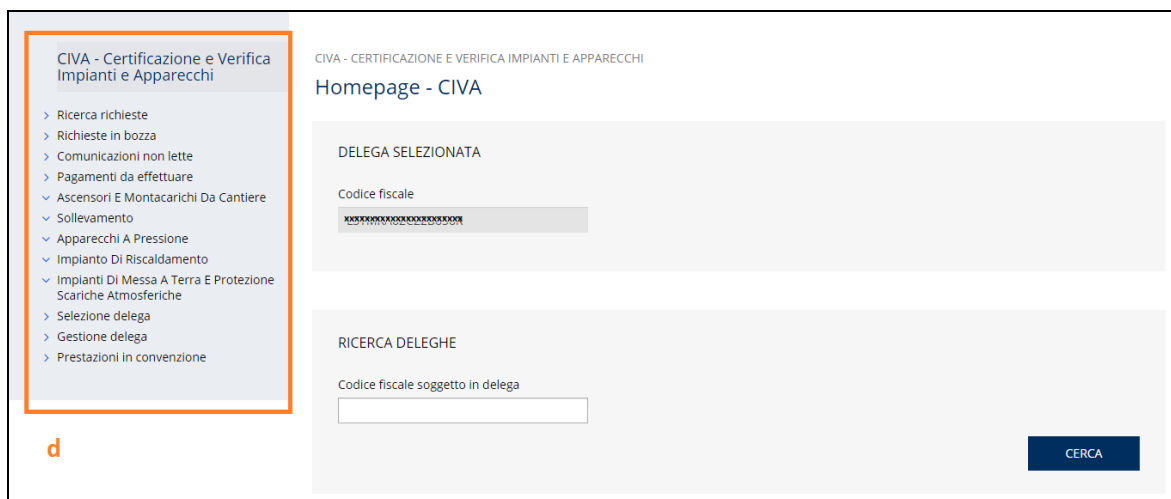 CIVA - Certificazione e Verifica
Impianti e Apparecchi
Ricerca richieste
Richieste in bozza
Comunicazioni non lette
Pagamenti da effettuare
Ascensori E Montacarichi Da Cantiere
Sollevamento
Apparecchi A Pressione
Impianto Di Riscaldamento
Impianti Di Messa A Terra E Protezione
Scariche Atmosferiche
Selezione delega
Gestione delega
Prestazioni in convenzione
d
CIVA - CERTIFICAZIONE E VERIFICA IMPIANTI E APPARECCHI
Homepage - CIVA
DELEGA SELEZIONATA
Codice fiscale
RICERCA DELEGHE
Codice fiscale soggetto in delega
CERCA